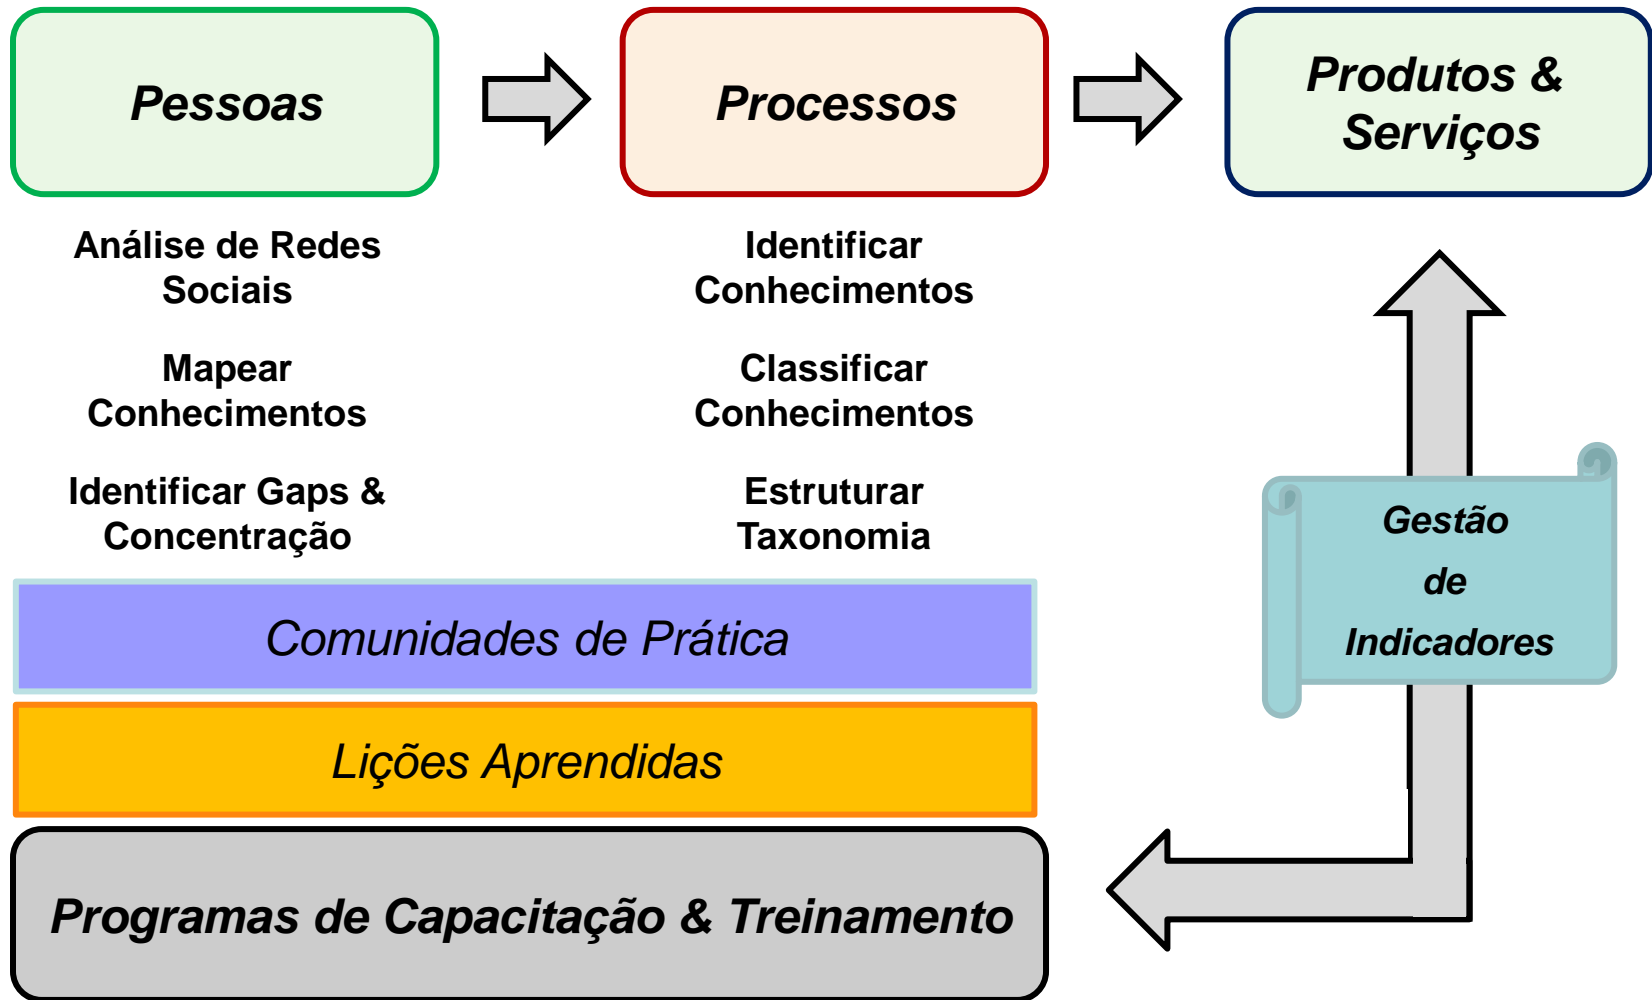 Pessoas
Processos
Produtos &
Serviços
Análise de Redes
Sociais
Mapear
Conhecimentos
Identificar Gaps &
Concentração
Identificar
Conhecimentos
Classificar
Conhecimentos
Estruturar
Taxonomia
Gestão
de
Indicadores
Comunidades de Prática
Lições Aprendidas
Programas de Capacitação & Treinamento